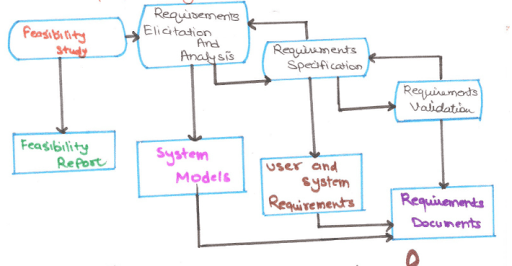 Feasibility
Study
Requirements
Elicitation
And
Analysis
Requirements
Specification
Requirements
Validation
Feasibility
Report
System
Models
user and
system
Requirements
Requirements
Documents